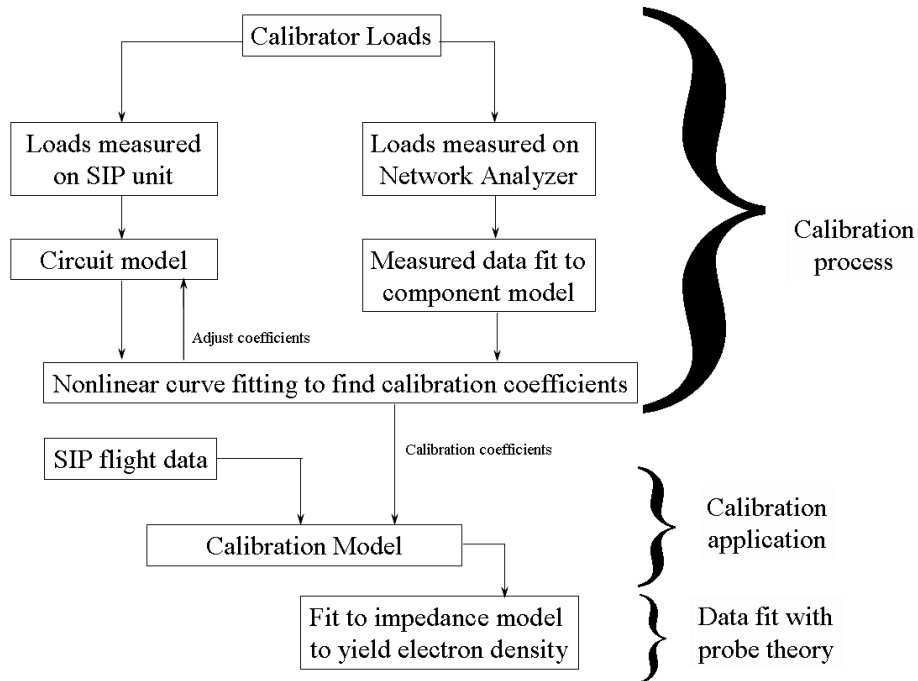 Calibrator Loads
Loads measured
on SIP unit
Loads measured on
Network Analyzer
Circuit model
Measured data fit to
component model
Calibration
process
Adjust coefficients
Nonlinear curve fitting to find calibration coefficients
SIP flight data
Calibration coefficients
Calibration Model
Calibration
application
Fit to impedance model
to yield electron density
Data fit with
probe theory